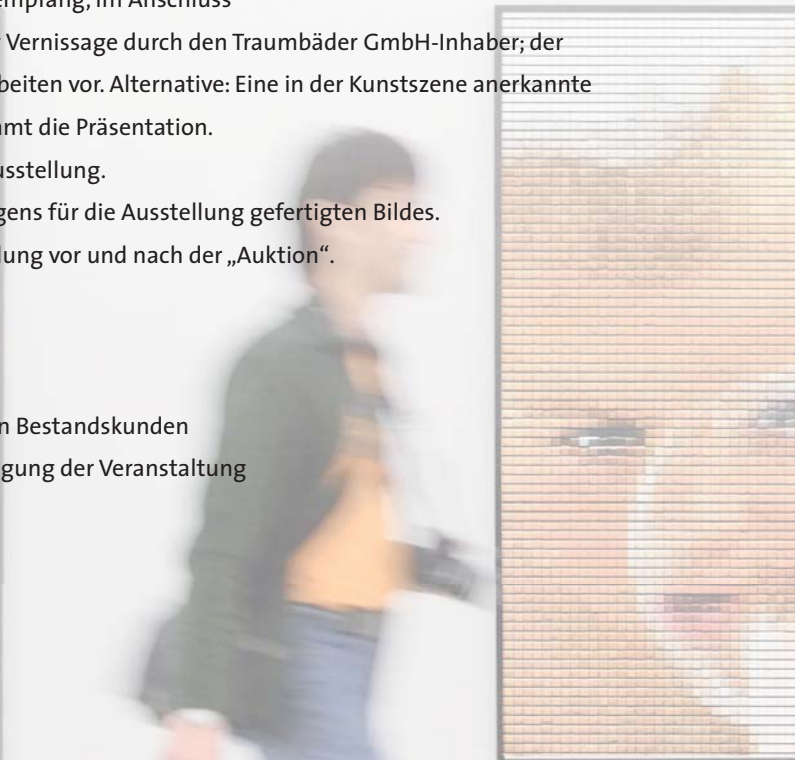 empfang, im Anschluss
Vernissage durch den Traumbäder GmbH-Inhaber; der
beiten vor. Alternative: Eine in der Kunstszene anerkannte
mt die Präsentation.
usstellung.
gens für die Ausstellung gefertigten Bildes.
lung vor und nach der „Auktion“.
n Bestandskunden
gung der Veranstaltung